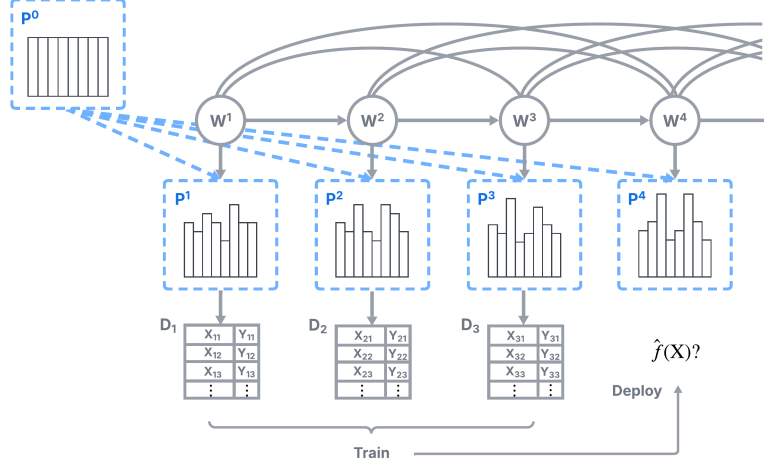 P⁰
W¹ W² W³ W⁴
P¹ P² P³ P⁴
D₁ D₂ D₃
X₁₁ Y₁₁ X₂₁ Y₂₁ X₃₁ Y₃₁
X₁₂ Y₁₂ X₂₂ Y₂₂ X₃₂ Y₃₂
X₁₃ Y₁₃ X₂₃ Y₂₃ X₃₃ Y₃₃
⋮ ⋮ ⋮ ⋮ ⋮ ⋮
f̂(X)?
Deploy
Train